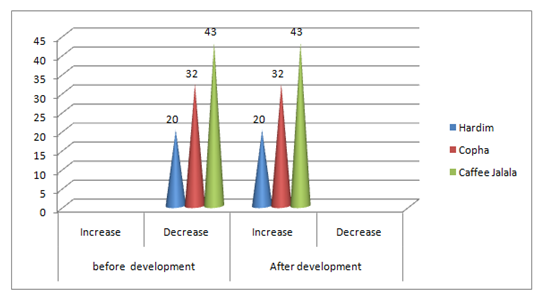 45
40
35
30
25
20
15
10
5
0
20
32
43
20
32
43
Increase
Decrease
Increase
Decrease
before development
After development
Hardim
Copha
Caffee Jalala